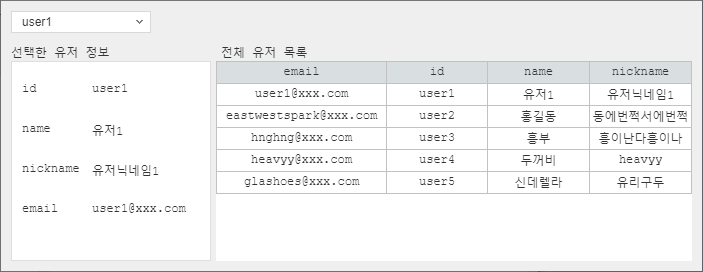 user1
선택한 유저 정보
id user1
name 유저1
nickname 유저닉네임1
email user1@xxx.com
전체 유저 목록
email id name nickname
user1@xxx.com user1 유저1 유저닉네임1
eastwestspark@xxx.com user2 홍길동 동에번쩍서에번쩍
hnghng@xxx.com user3 흥부 흥이난다흥이나
heavyy@xxx.com user4 두꺼비 heavyy
glashoes@xxx.com user5 신데렐라 유리구두